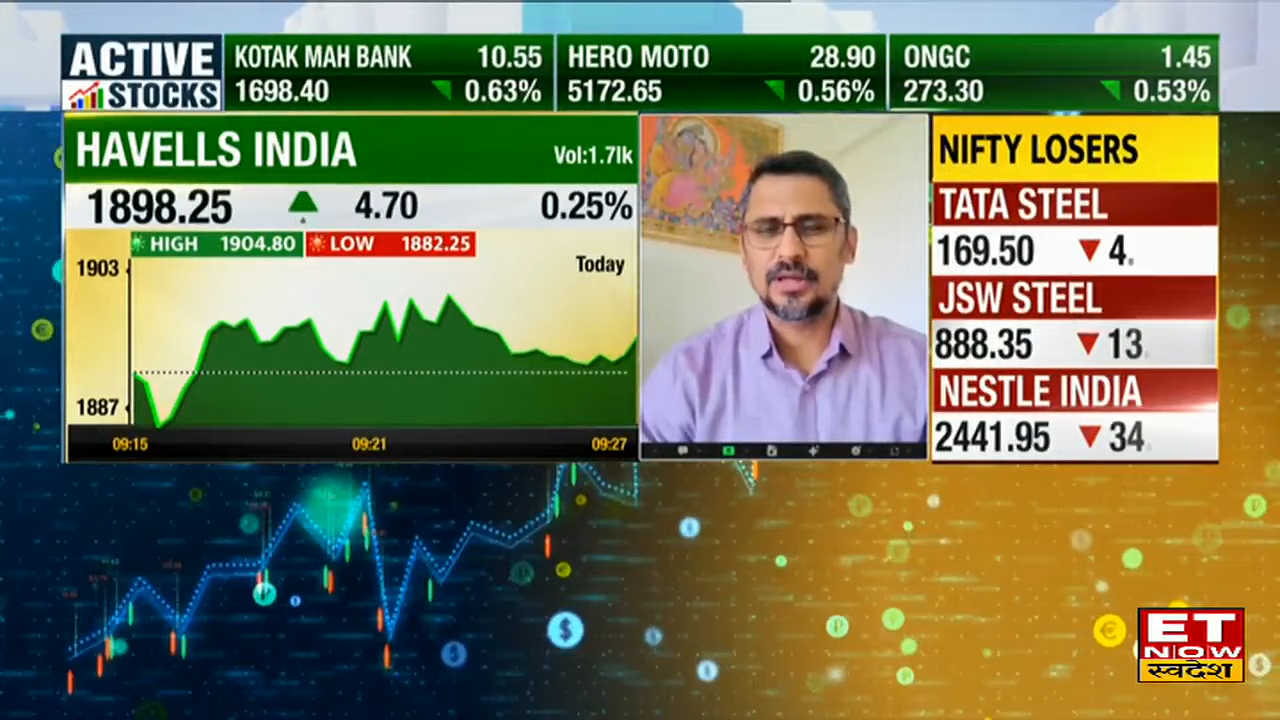 ACTIVE
STOCKS
KOTAK MAH BANK 10.55
1698.40 0.63%
HERO MOTO 28.90
5172.65 0.56%
ONGC 1.45
273.30 0.53%
HAVELLS INDIA Vol:1.71k
1898.25 4.70 0.25%
HIGH 1904.80 LOW 1882.25
Today
1903
1887
09:15 09:21 09:27
NIFTY LOSERS
TATA STEEL
169.50 4.
JSW STEEL
888.35 13
NESTLE INDIA
2441.95 34
ET
NOW
स्वदेश